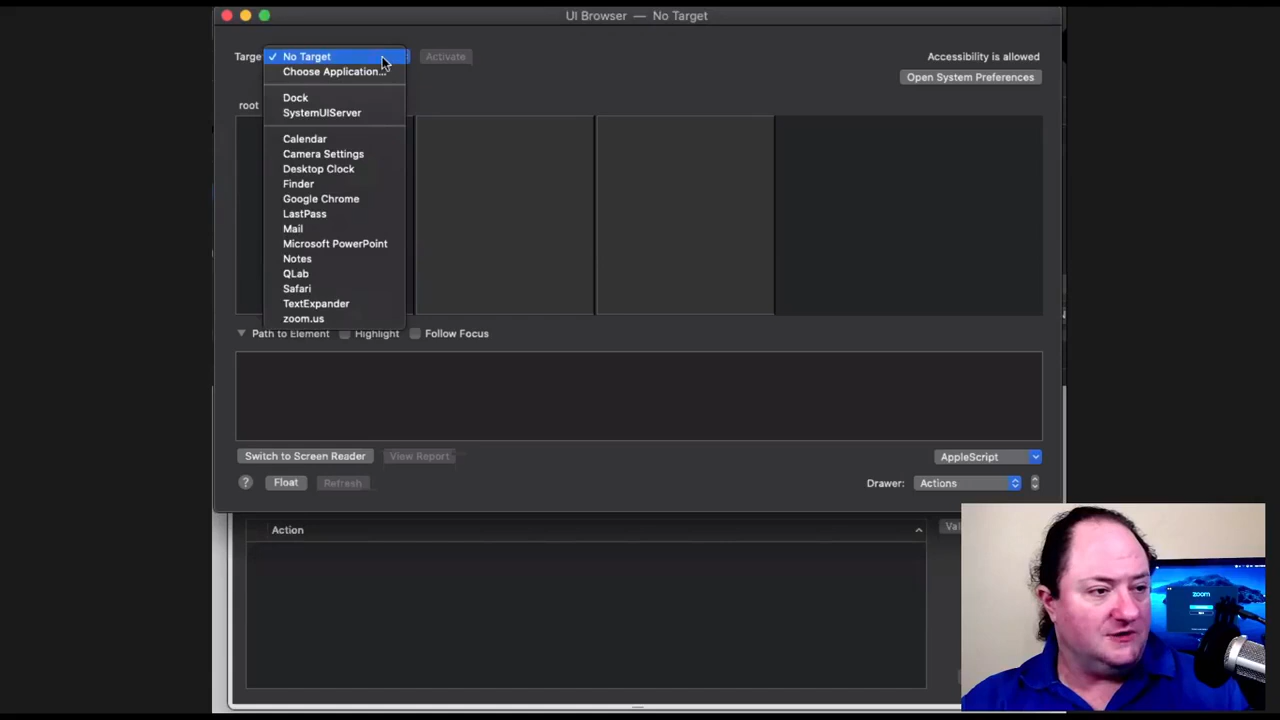 UI Browser — No Target
Targe
✓ No Target
Activate
Accessibility is allowed
Choose Application...
Open System Preferences
Dock
root
SystemUIServer
Calendar
Camera Settings
Desktop Clock
Finder
Google Chrome
LastPass
Mail
Microsoft PowerPoint
Notes
QLab
Safari
TextExpander
zoom.us
Path to Element
Highlight
Follow Focus
Switch to Screen Reader
View Report
AppleScript
? Float
Refresh
Drawer:
Actions
Action
Val
zoom